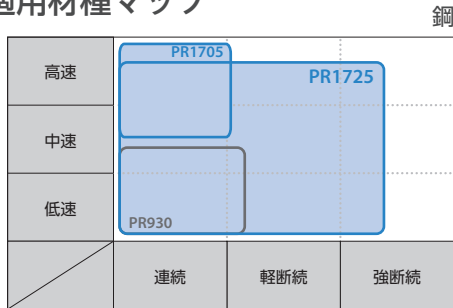 適用材種マップ
鋼
高速
PR1705
PR1725
中速
低速
PR930
連続
軽断続
強断続